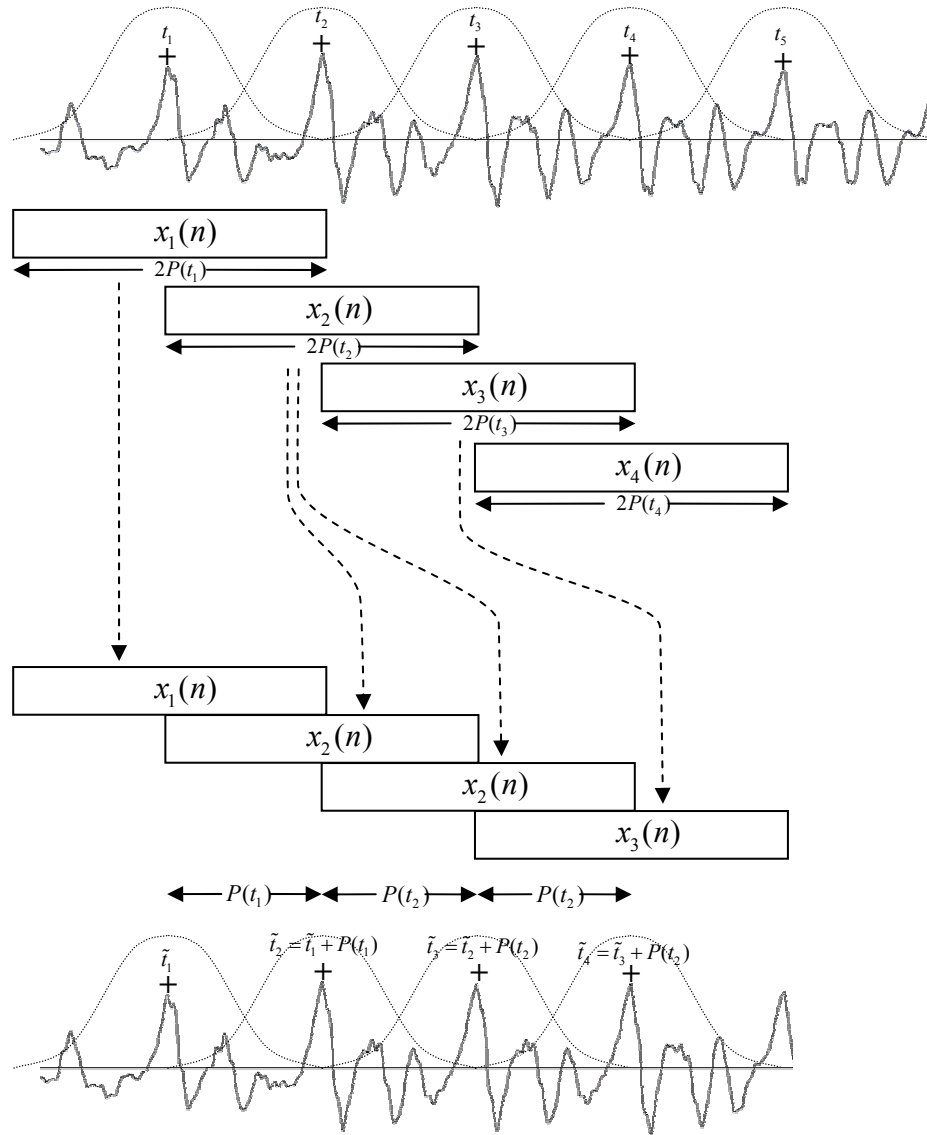 t₁ t₂ t₃ t₄ t₅
x₁(n)
2P(t₁)
x₂(n)
2P(t₂)
x₃(n)
2P(t₃)
x₄(n)
2P(t₄)
x₁(n)
x₂(n)
x₂(n)
x₃(n)
P(t₁) P(t₂) P(t₂)
t̃₁ t̃₂ = t̃₁ + P(t₁) t̃₃ = t̃₂ + P(t₂) t̃₄ = t̃₃ + P(t₂)